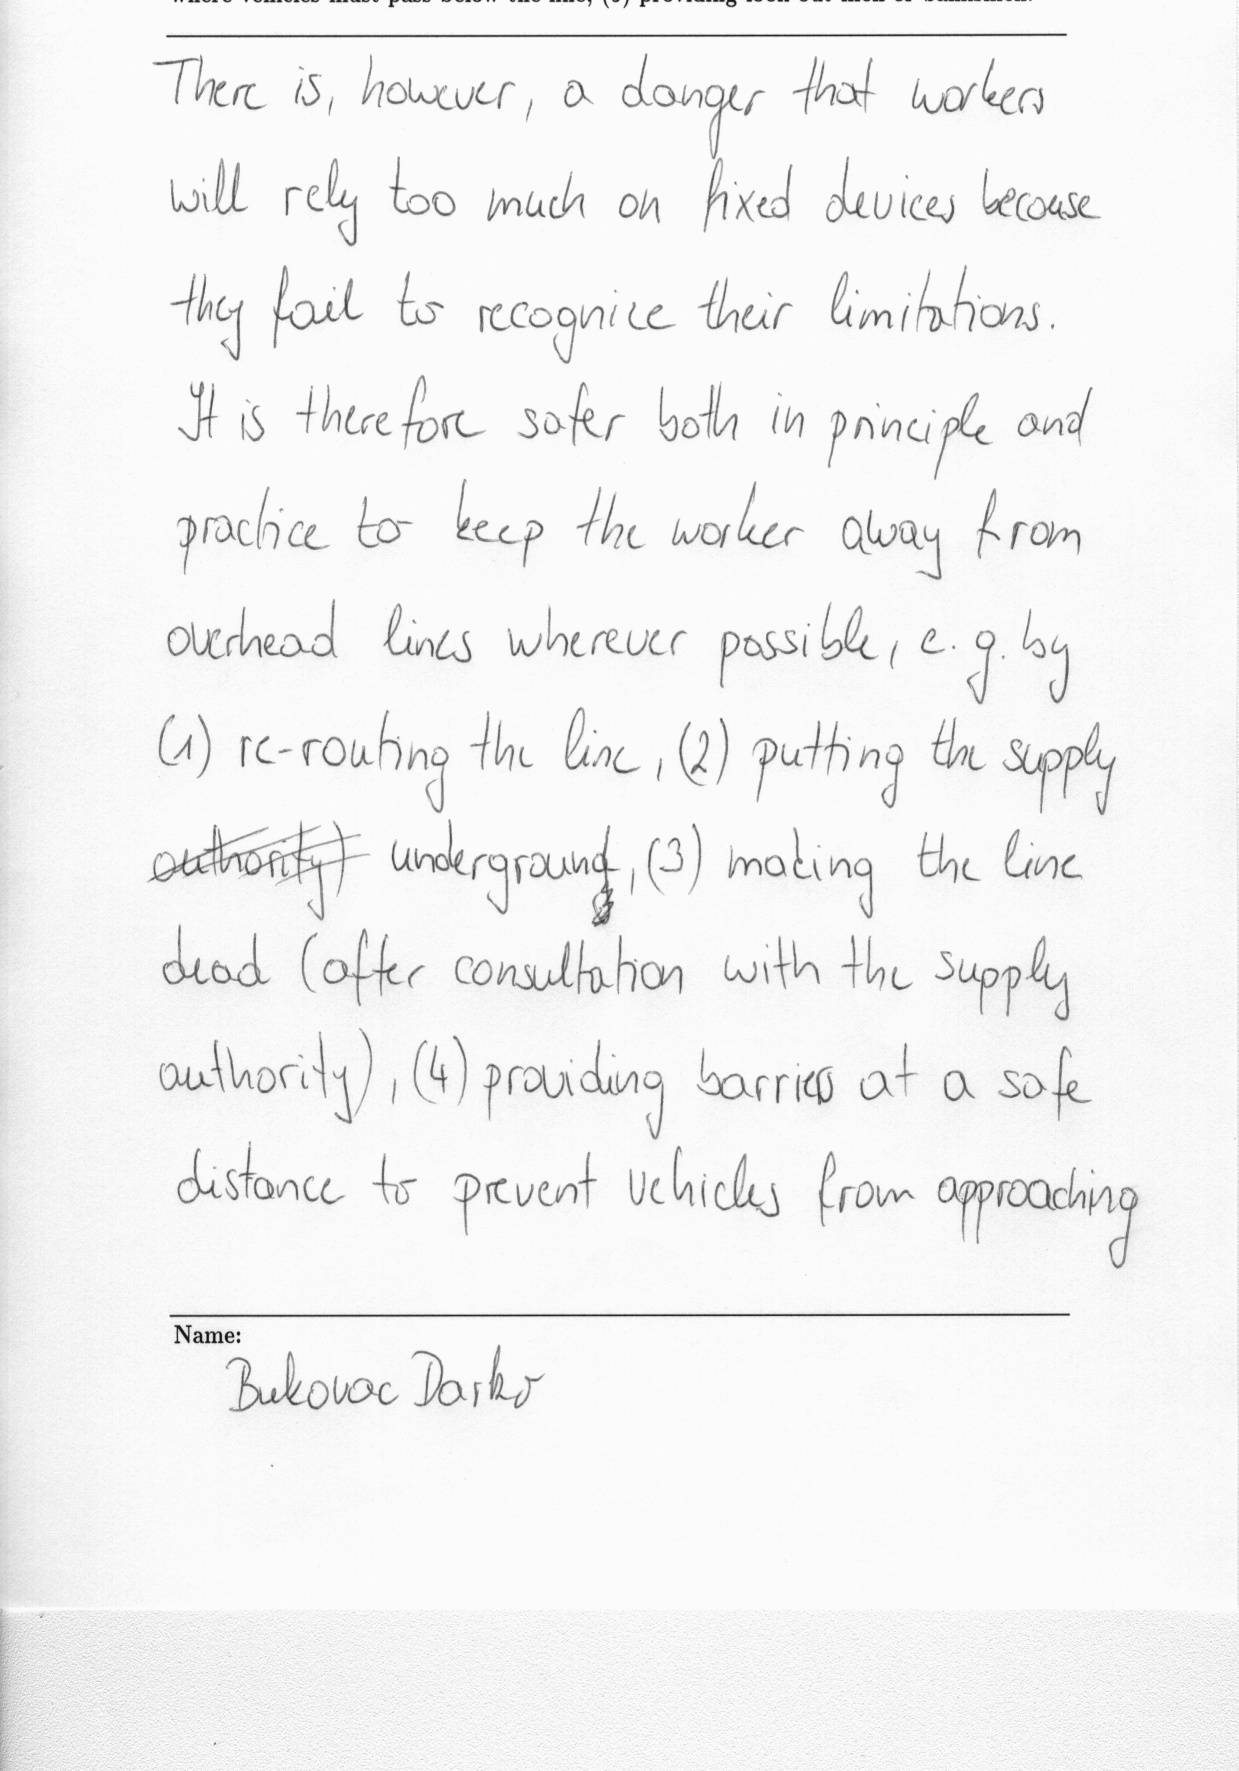 where vehicles must pass below the line, (6) providing look-out men or banksmen.
There is, however, a danger that workers
will rely too much on fixed devices because
they fail to recognice their limitations.
It is therefore safer both in principle and
practice to keep the worker away from
overhead lines wherever possible, e. g. by
(1) re-routing the line, (2) putting the supply
authority) underground, (3) making the line
dead (after consultation with the supply
authority), (4) providing barriers at a safe
distance to prevent vehicles from approaching
Name:
Bukovac Darko